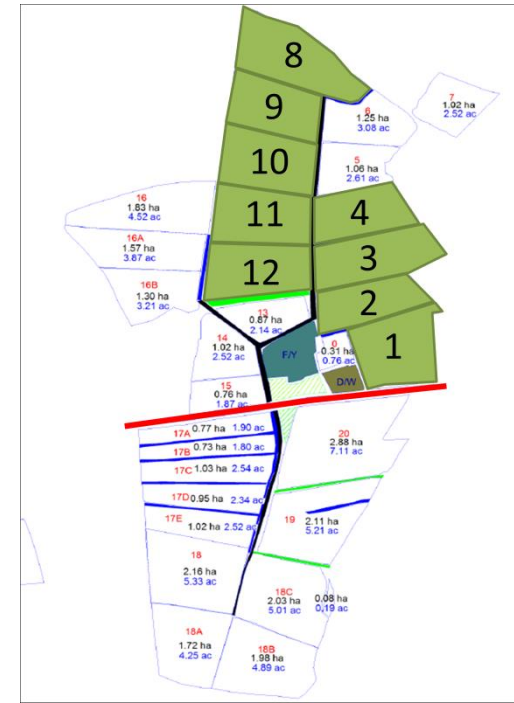 8
9
10
11
12
7
1.02 ha
2.52 ac
6
1.25 ha
3.08 ac
5
1.06 ha
2.61 ac
4
3
2
1
16
1.83 ha
4.52 ac
16A
1.57 ha
3.87 ac
16B
1.30 ha
3.21 ac
13
0.87 ha
2.14 ac
14
1.02 ha
2.52 ac
15
0.76 ha
1.87 ac
F/Y
0
0.31 ha
0.76 ac
D/W
17A 0.77 ha 1.90 ac
17B 0.73 ha 1.80 ac
17C 1.03 ha 2.54 ac
17D 0.95 ha 2.34 ac
17E
1.02 ha 2.52 ac
20
2.88 ha
7.11 ac
19
2.11 ha
5.21 ac
18
2.16 ha
5.33 ac
18C
2.03 ha
5.01 ac
0.08 ha
0.19 ac
18A
1.72 ha
4.25 ac
18B
1.98 ha
4.89 ac